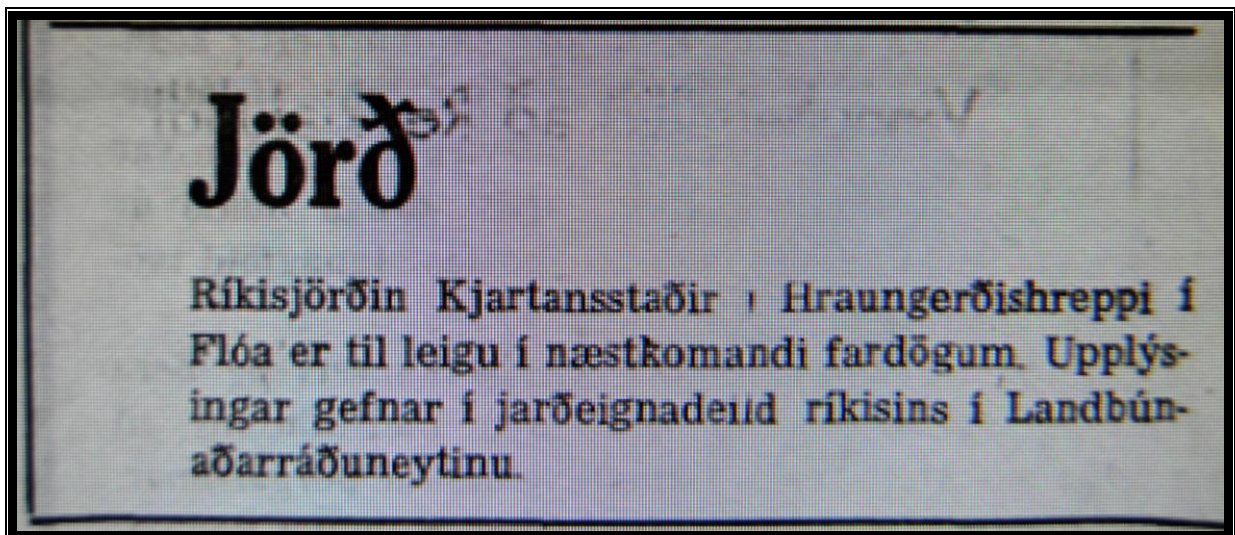 Jörð
Ríkisjörðin Kjartansstaðir í Hraungerðishreppi í
Flóa er til leigu í næstkomandi fardögum. Upplýs-
ingar gefnar í jarðeignadeild ríkisins í Landbún-
aðarráðuneytinu.